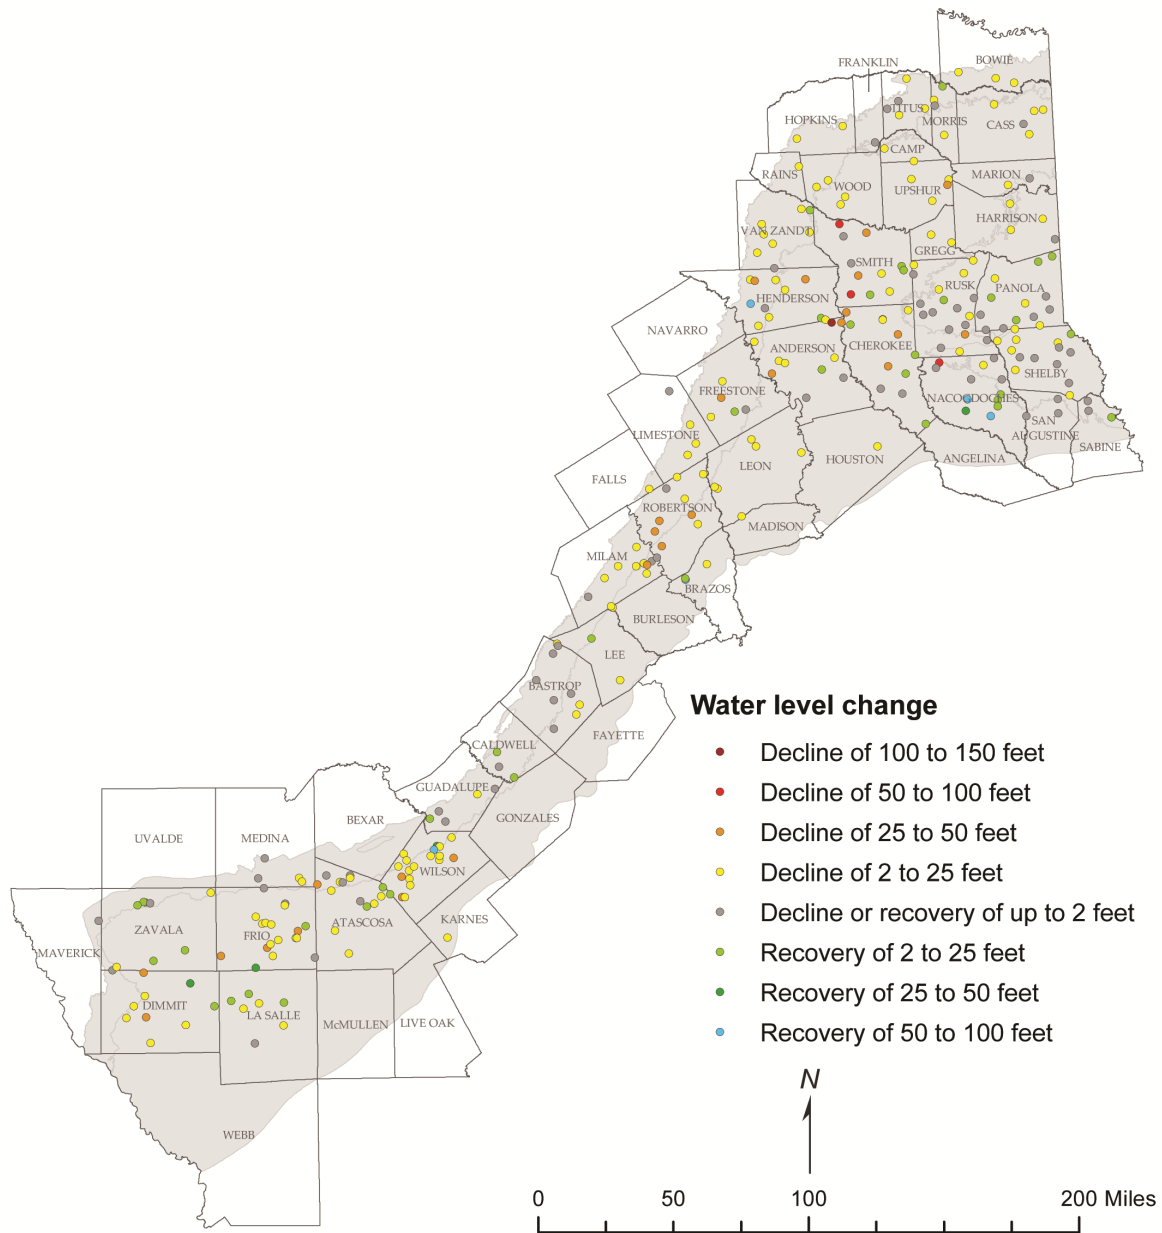 FRANKLIN
BOWIE
HOPKINS
TITUS
MORRIS
CASS
CAMP
RAINS
WOOD
UPSHUR
MARION
HARRISON
VAN ZANDT
GREGG
SMITH
RUSK
PANOLA
HENDERSON
NAVARRO
ANDERSON
CHEROKEE
SHELBY
FREESTONE
NACOGDOCHES
SAN
AUGUSTINE
SABINE
LIMESTONE
LEON
HOUSTON
ANGELINA
FALLS
ROBERTSON
MADISON
MILAM
BRAZOS
BURLESON
LEE
BASTROP
FAYETTE
CALDWELL
GUADALUPE
GONZALES
BEXAR
UVALDE
MEDINA
WILSON
KARNES
ATASCOSA
ZAVALA
FRIO
MAVERICK
DIMMIT
LA SALLE
McMULLEN
LIVE OAK
WEBB
Water level change
Decline of 100 to 150 feet
Decline of 50 to 100 feet
Decline of 25 to 50 feet
Decline of 2 to 25 feet
Decline or recovery of up to 2 feet
Recovery of 2 to 25 feet
Recovery of 25 to 50 feet
Recovery of 50 to 100 feet
N
0 50 100 200 Miles